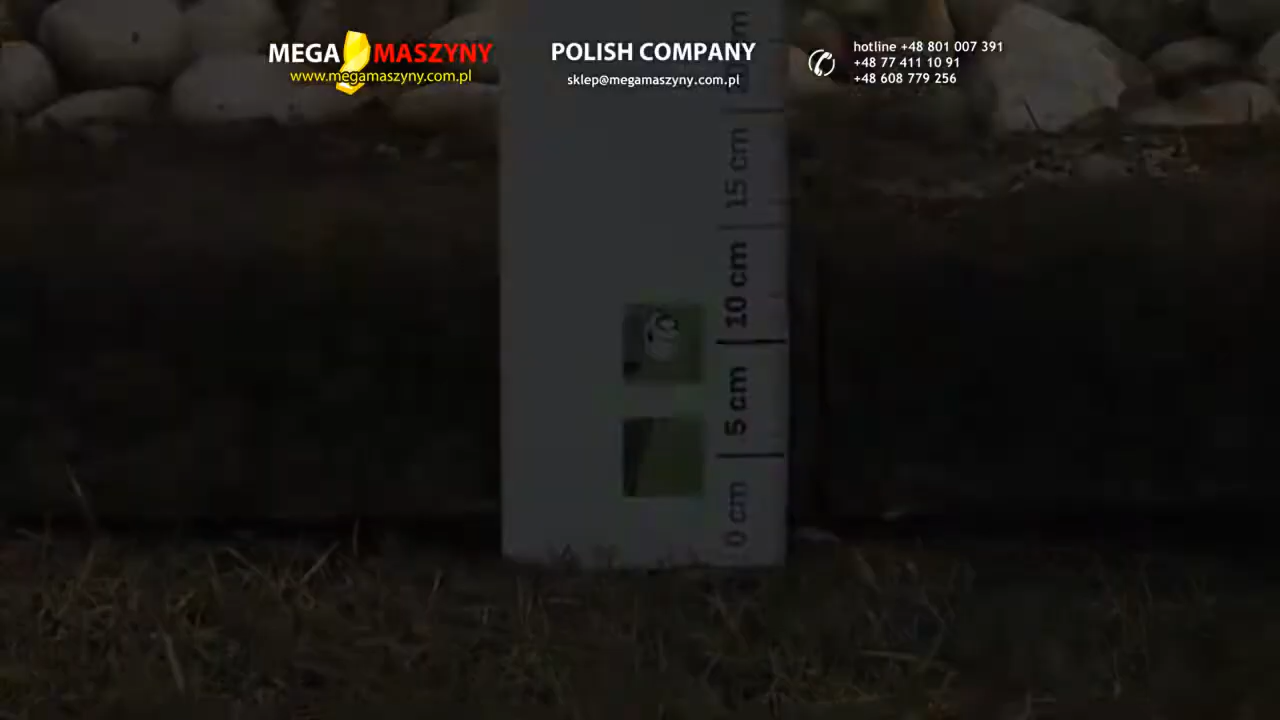 MEGA MASZYNY
www.megamaszyny.com.pl
POLISH COMPANY
sklep@megamaszyny.com.pl
hotline +48 801 007 391
+48 77 411 10 91
+48 608 779 256
15 cm
10 cm
5 cm
0 cm